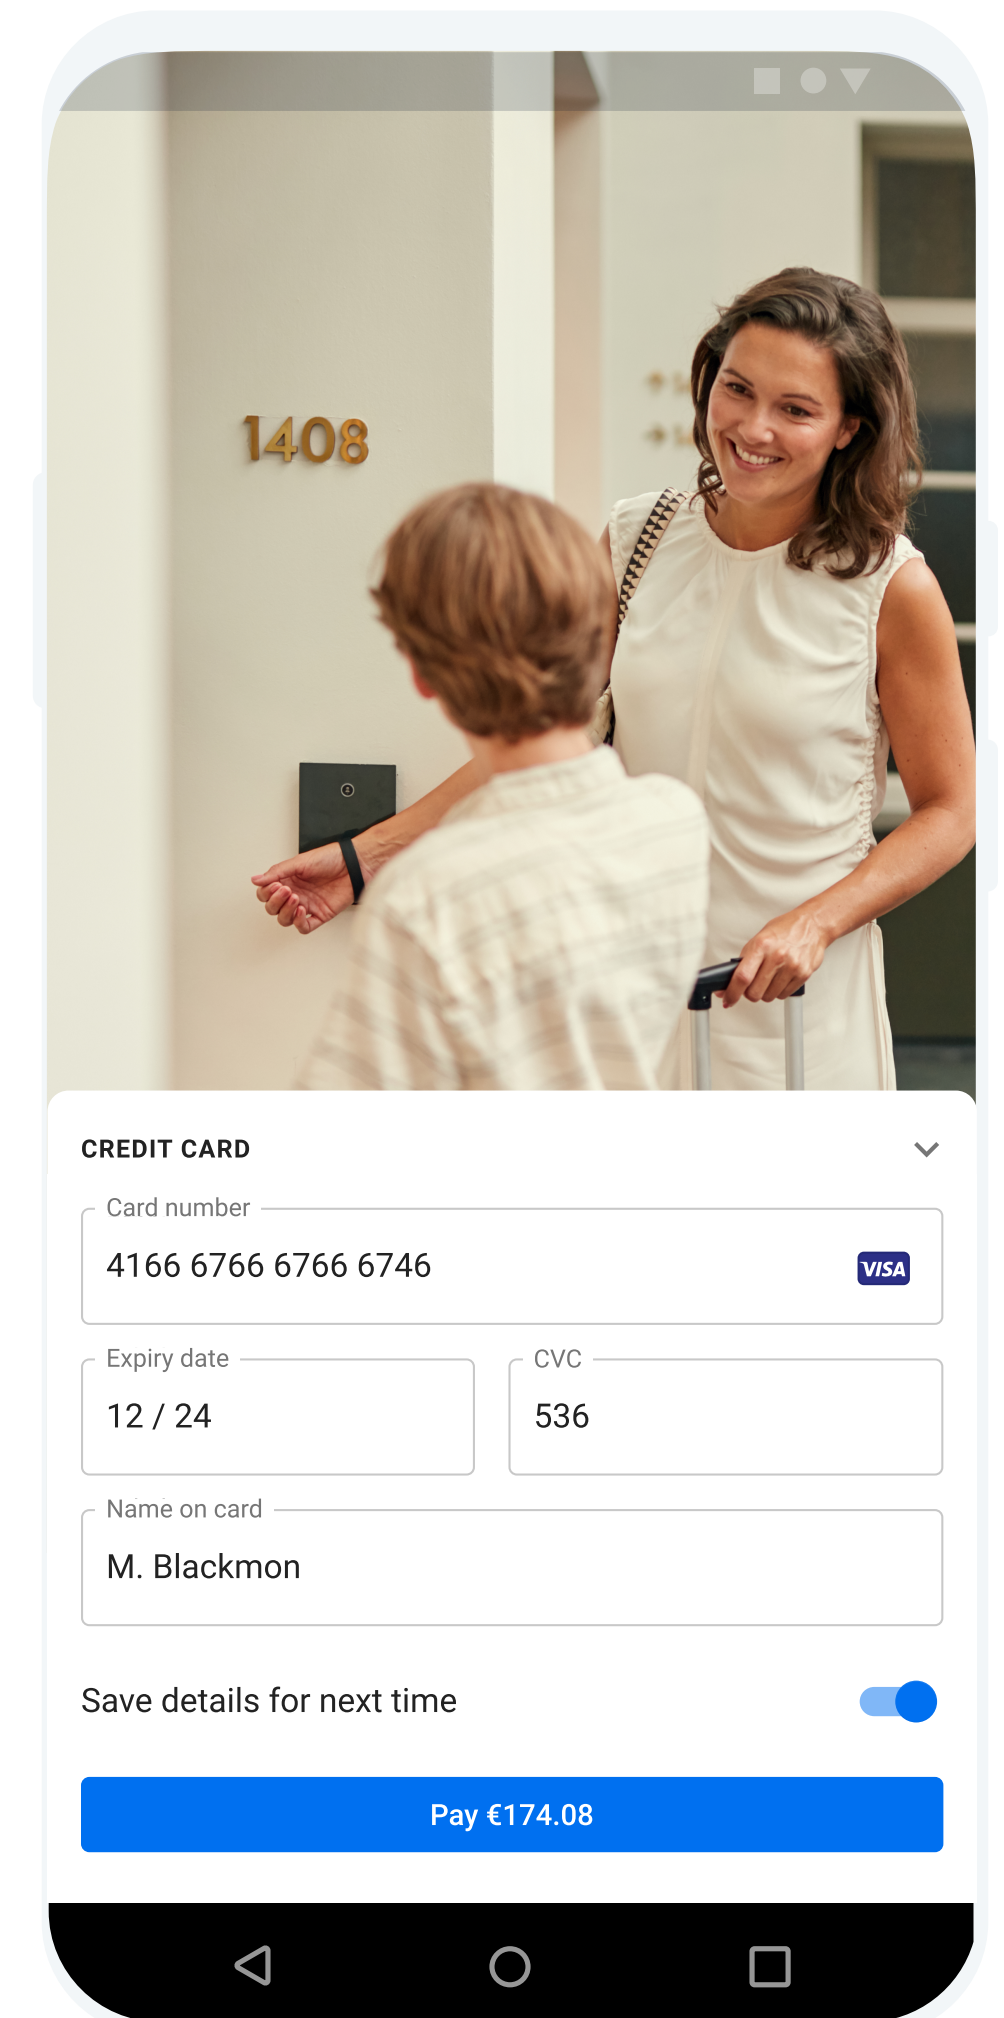 1408
CREDIT CARD
Card number
4166 6766 6766 6746
VISA
Expiry date
CVC
12 / 24
536
Name on card
M. Blackmon
Save details for next time
Pay €174.08